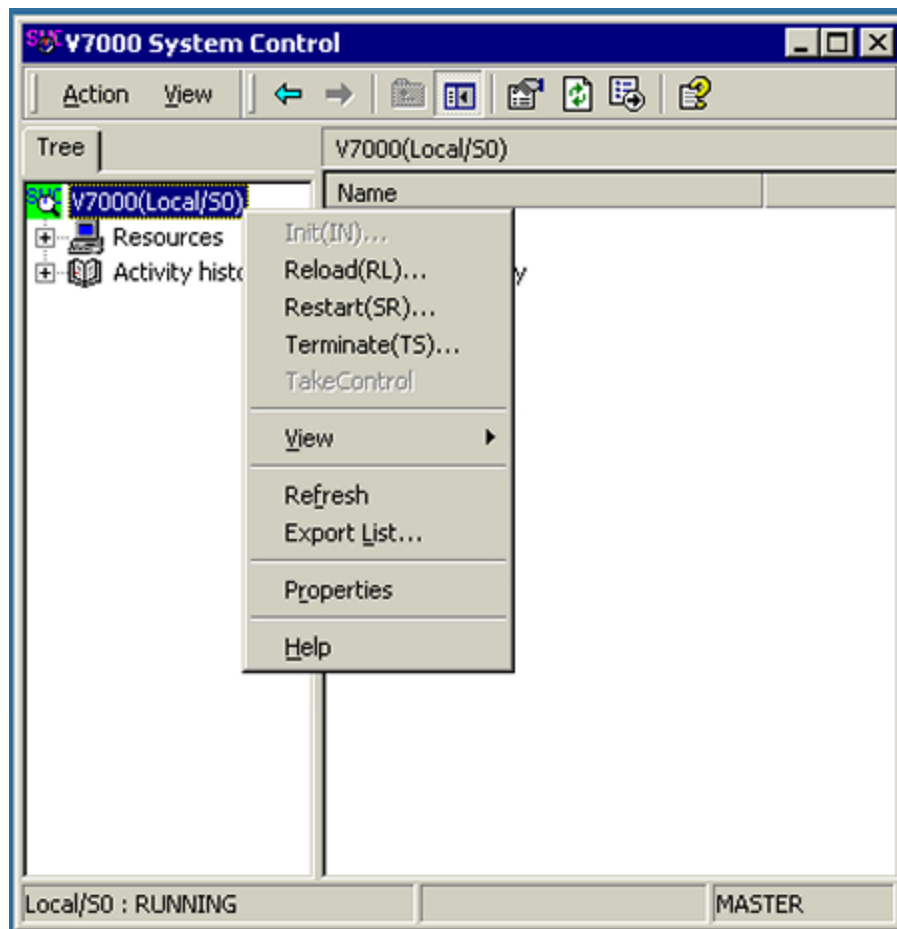 V7000 System Control
Action View
Tree
V7000(Local/S0)
Name
V7000(Local/S0)
Resources
Activity histo
y
Init(IN)...
Reload(RL)...
Restart(SR)...
Terminate(TS)...
TakeControl
View
Refresh
Export List...
Properties
Help
Local/S0 : RUNNING
MASTER